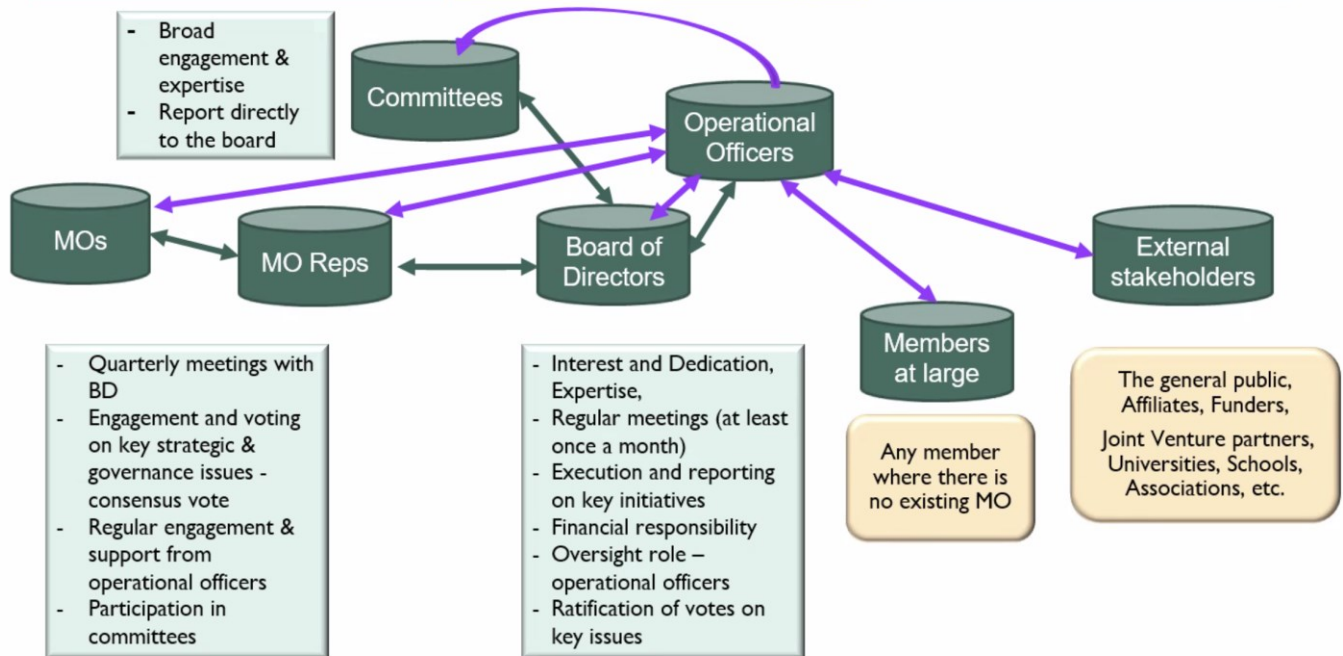 - Broad
engagement &
expertise
- Report directly
to the board
Committees
Operational
Officers
MOs
MO Reps
Board of
Directors
External
stakeholders
Members
at large
- Quarterly meetings with
BD
- Engagement and voting
on key strategic &
governance issues -
consensus vote
- Regular engagement &
support from
operational officers
- Participation in
committees
- Interest and Dedication,
Expertise,
- Regular meetings (at least
once a month)
- Execution and reporting
on key initiatives
- Financial responsibility
- Oversight role –
operational officers
- Ratification of votes on
key issues
Any member
where there is
no existing MO
The general public,
Affiliates, Funders,
Joint Venture partners,
Universities, Schools,
Associations, etc.